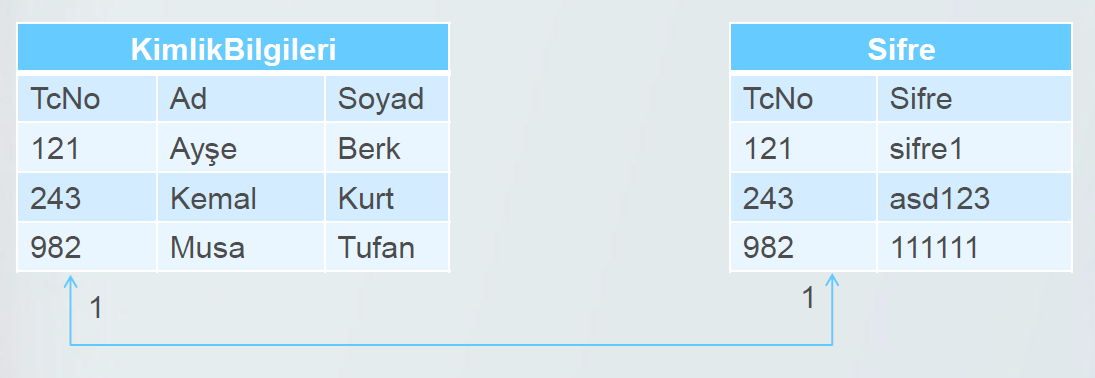 KimlikBilgileri
TcNo Ad Soyad
121 Ayşe Berk
243 Kemal Kurt
982 Musa Tufan
1
Sifre
TcNo Sifre
121 sifre1
243 asd123
982 111111
1